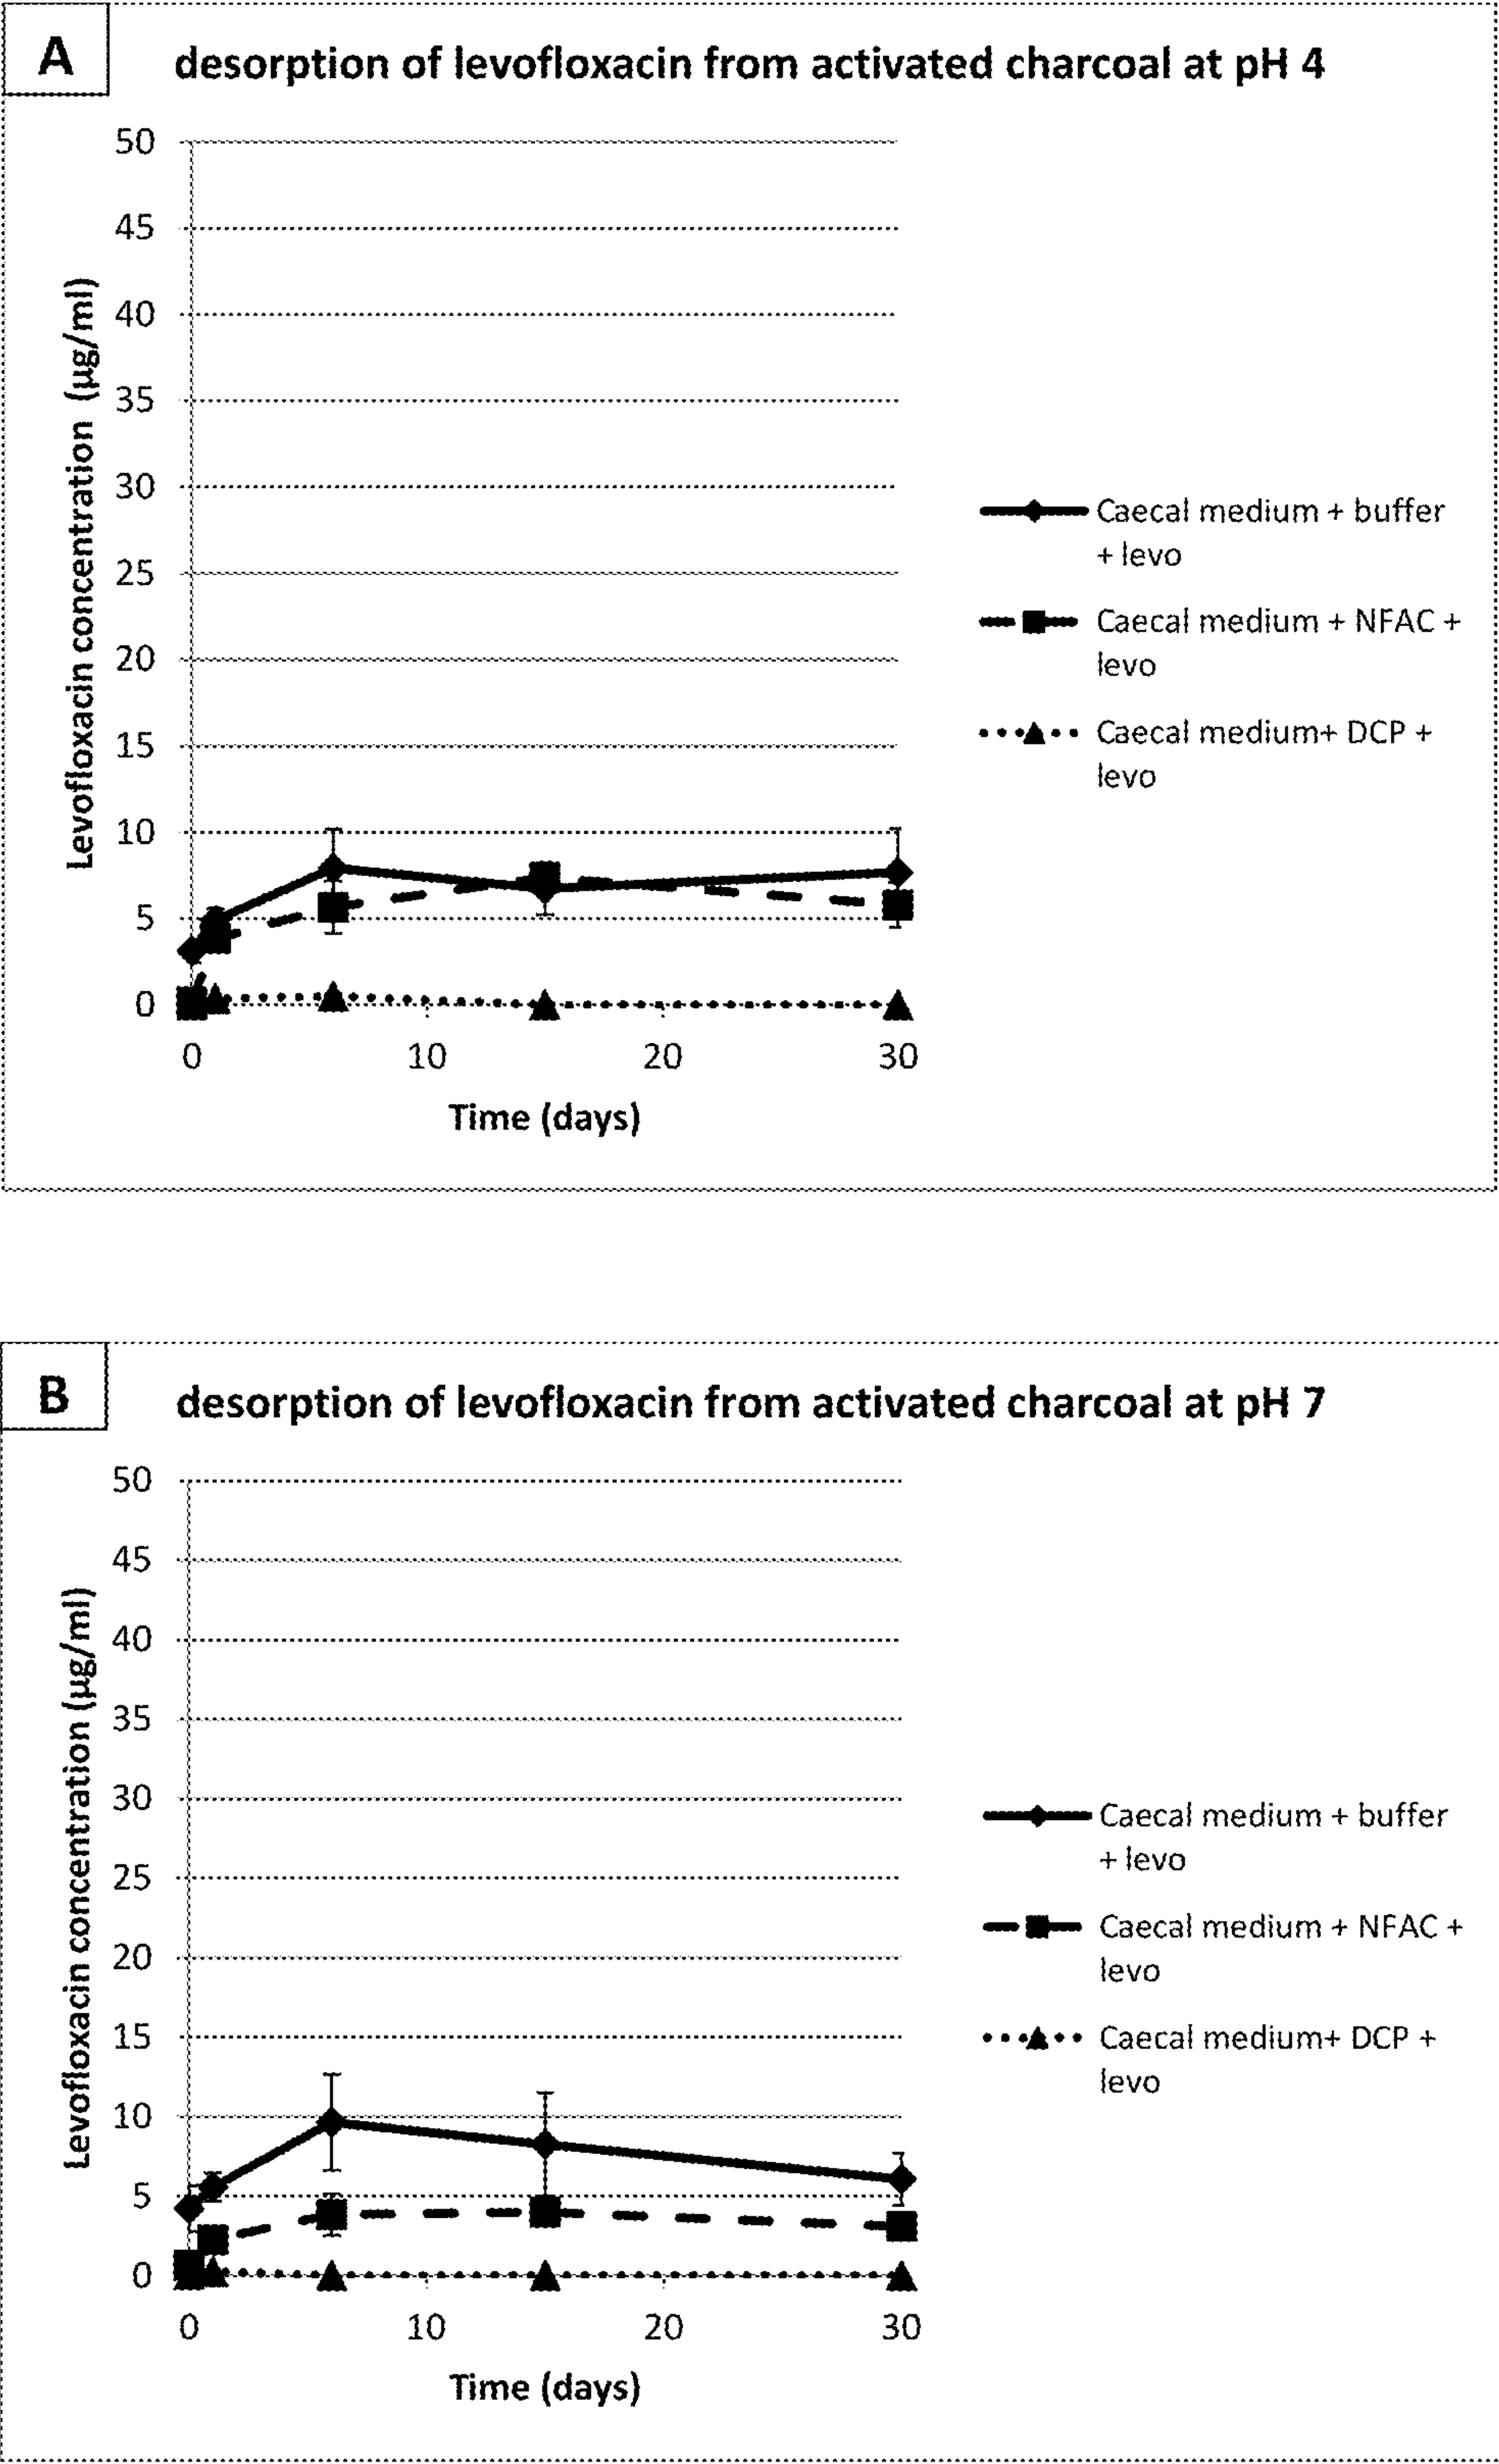 A
desorption of levofloxacin from activated charcoal at pH 4
50
45
40
35
30
25
20
15
10
5
0
Levofloxacin concentration (µg/ml)
0 10 20 30
Time (days)
Caecal medium + buffer
+ levo
Caecal medium + NFAC +
levo
Caecal medium+ DCP +
levo
B
desorption of levofloxacin from activated charcoal at pH 7
50
45
40
35
30
25
20
15
10
5
0
Levofloxacin concentration (µg/ml)
0 10 20 30
Time (days)
Caecal medium + buffer
+ levo
Caecal medium + NFAC +
levo
Caecal medium+ DCP +
levo